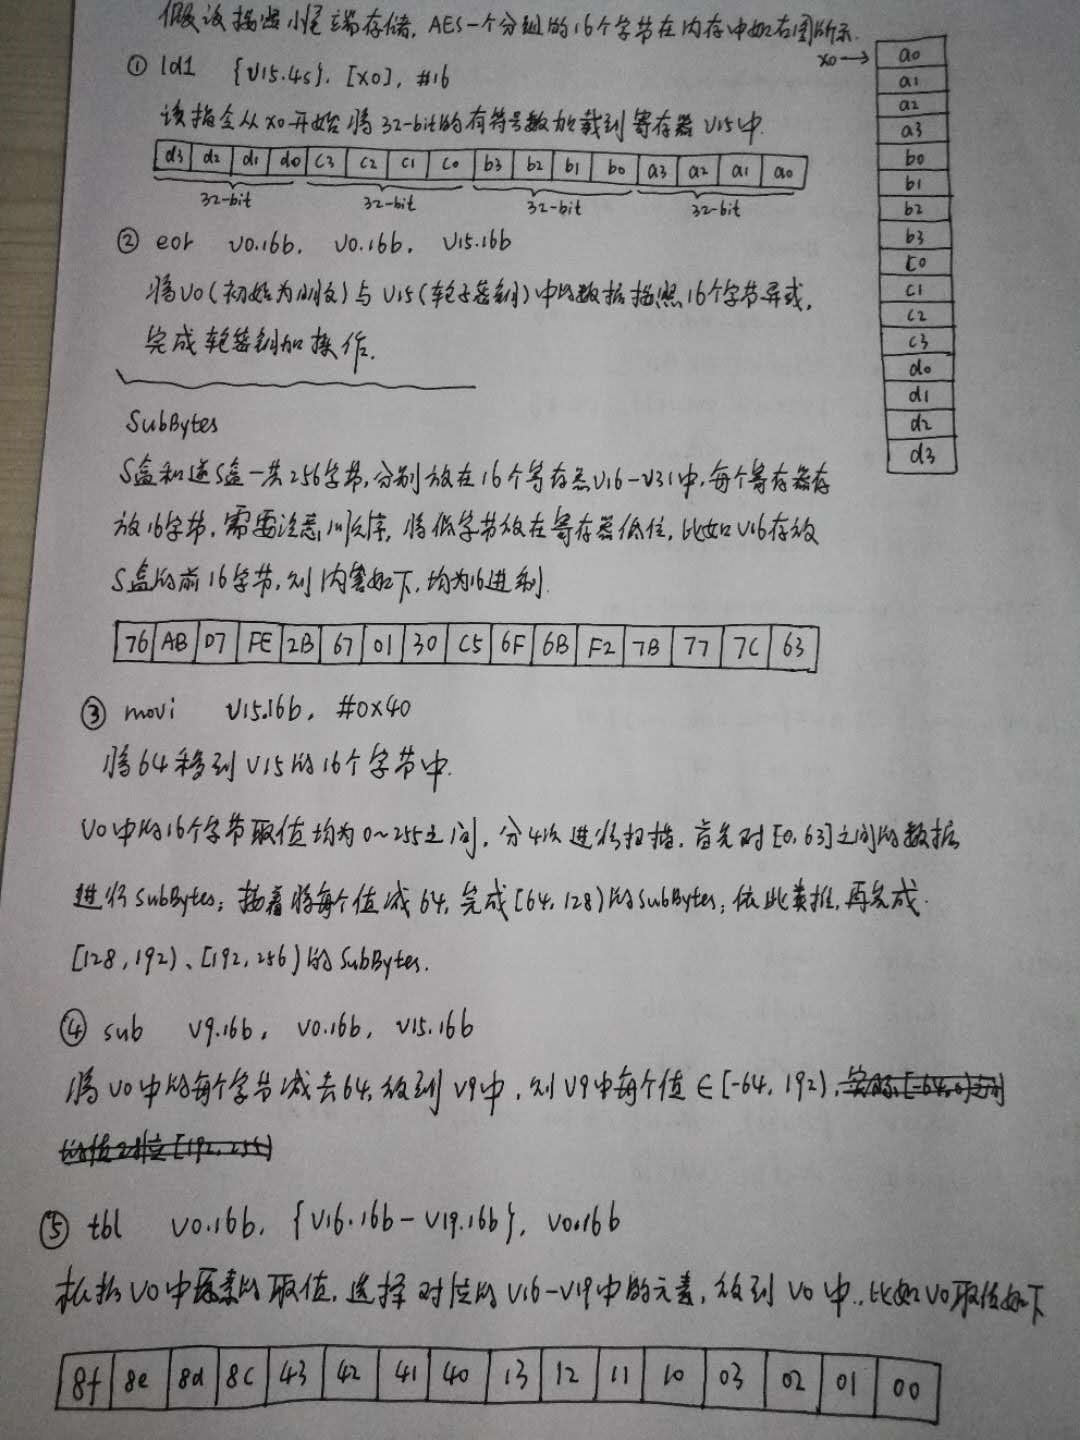 假设按照小尾端存储, AES一个分组的16个字节在内存中如右图所示.
① ld1 {v15.4s}, [x0], #16
x0→
a0
a1
a2
a3
b0
b1
b2
b3
c0
c1
c2
c3
d0
d1
d2
d3
该指令从x0开始将32-bit的有符号数加载到寄存器V15中.
d3 d2 d1 d0 c3 c2 c1 c0 b3 b2 b1 b0 a3 a2 a1 a0
32-bit 32-bit 32-bit 32-bit
② eor v0.16b, v0.16b, v15.16b
将v0(初始为明文)与v15(轮子密钥)中的数据按照16个字节异或,
完成轮密钥加操作.
SubBytes
S盒和逆S盒一共256字节,分别放在16个寄存器V16-V31中,每个寄存器存
放16字节,需要注意顺序,将低字节放在寄存器低位,比如V16存放
S盒的前16字节,则内容如下,均为16进制.
76 AB D7 FE 2B 67 01 30 C5 6F 6B F2 7B 77 7C 63
③ movi v15.16b, #0x40
将64移到V15的16个字节中.
V0中的16个字节取值均为0~255之间,分4次进行扫描,首先对[0,63]之间的数据
进行SubBytes;接着将每个值减64,完成[64,128)的SubBytes;依此类推,再完成
[128,192)、[192,256)的SubBytes.
④ sub v9.16b, v0.16b, v15.16b
将v0中的每个字节减去64,放到v9中,则v9中每个值∈[-64,192),
⑤ tbl v0.16b, {v16.16b-v19.16b}, v0.16b
根据V0中元素的取值,选择对应的V16-V19中的元素,放到V0中.,比如V0取值如下
8f 8e 8d 8c 43 42 41 40 13 12 11 10 03 02 01 00